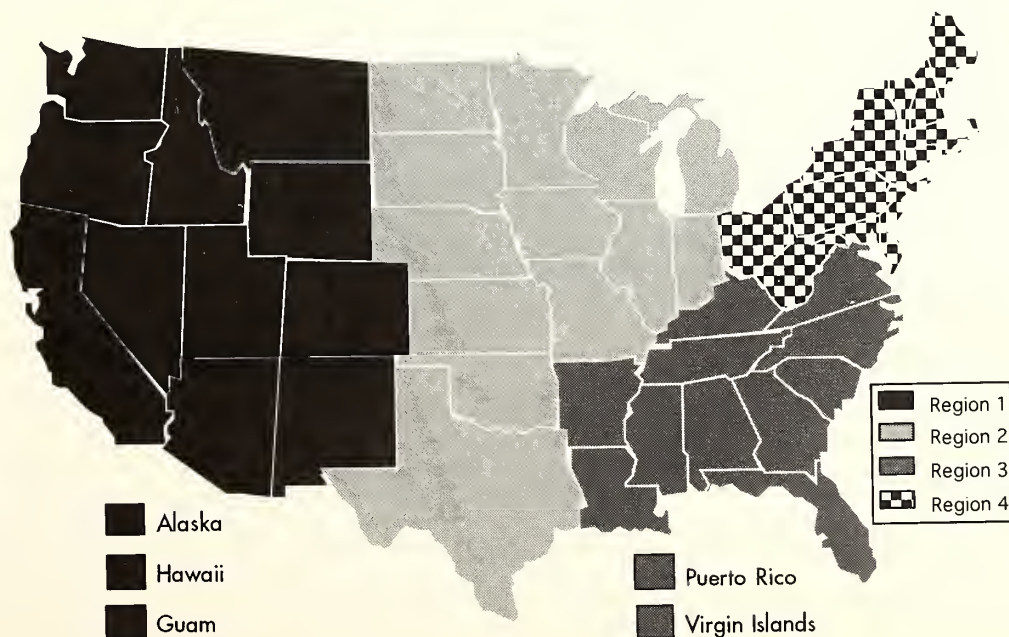 Region 1
Region 2
Region 3
Region 4
Alaska
Hawaii
Guam
Puerto Rico
Virgin Islands